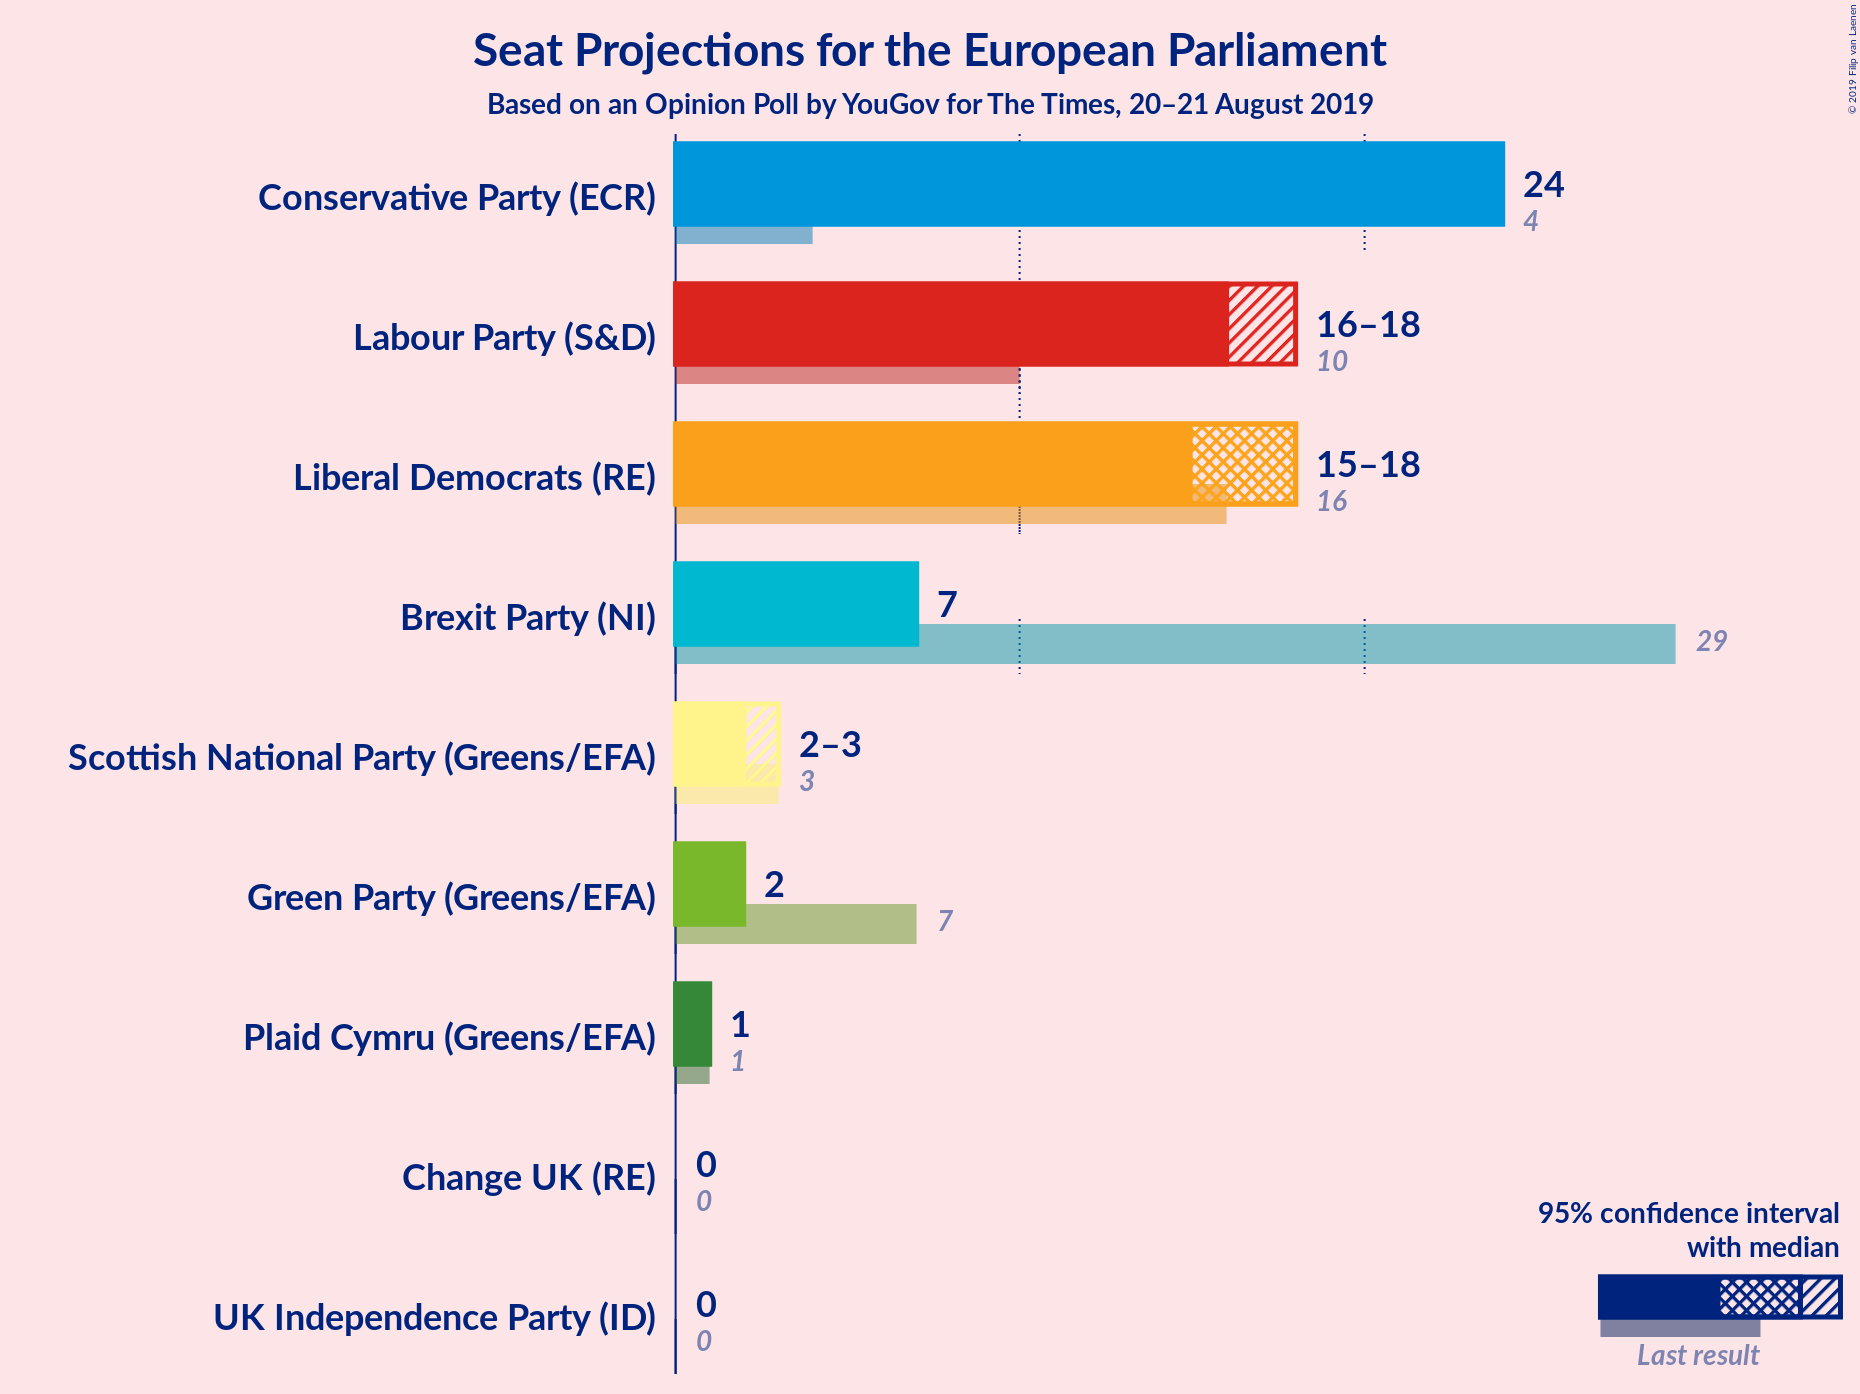 Seat Projections for the European Parliament
Based on an Opinion Poll by YouGov for The Times, 20–21 August 2019
© 2019 Filip van Laenen
Conservative Party (ECR)
24
4
Labour Party (S&D)
16–18
10
Liberal Democrats (RE)
15–18
16
Brexit Party (NI)
7
29
Scottish National Party (Greens/EFA)
2–3
3
Green Party (Greens/EFA)
2
7
Plaid Cymru (Greens/EFA)
1
1
Change UK (RE)
0
0
UK Independence Party (ID)
0
0
95% confidence interval
with median
Last result